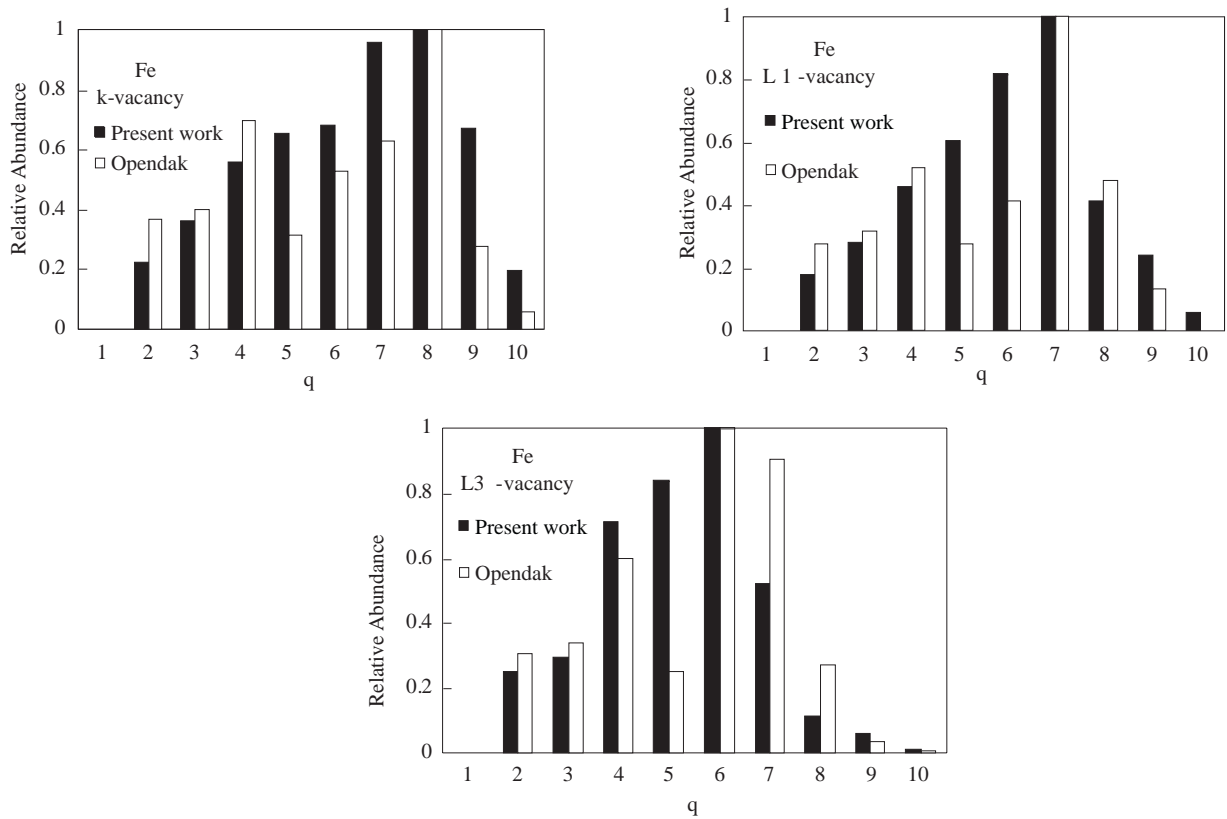 1
0.8
0.6
0.4
0.2
0
Relative Abundance
Fe
k-vacancy
Present work
Opendak
1 2 3 4 5 6 7 8 9 10
q
1
0.8
0.6
0.4
0.2
0
Relative Abundance
Fe
L 1 -vacancy
Present work
Opendak
1 2 3 4 5 6 7 8 9 10
q
1
0.8
0.6
0.4
0.2
0
Relative Abundance
Fe
L3 -vacancy
Present work
Opendak
1 2 3 4 5 6 7 8 9 10
q